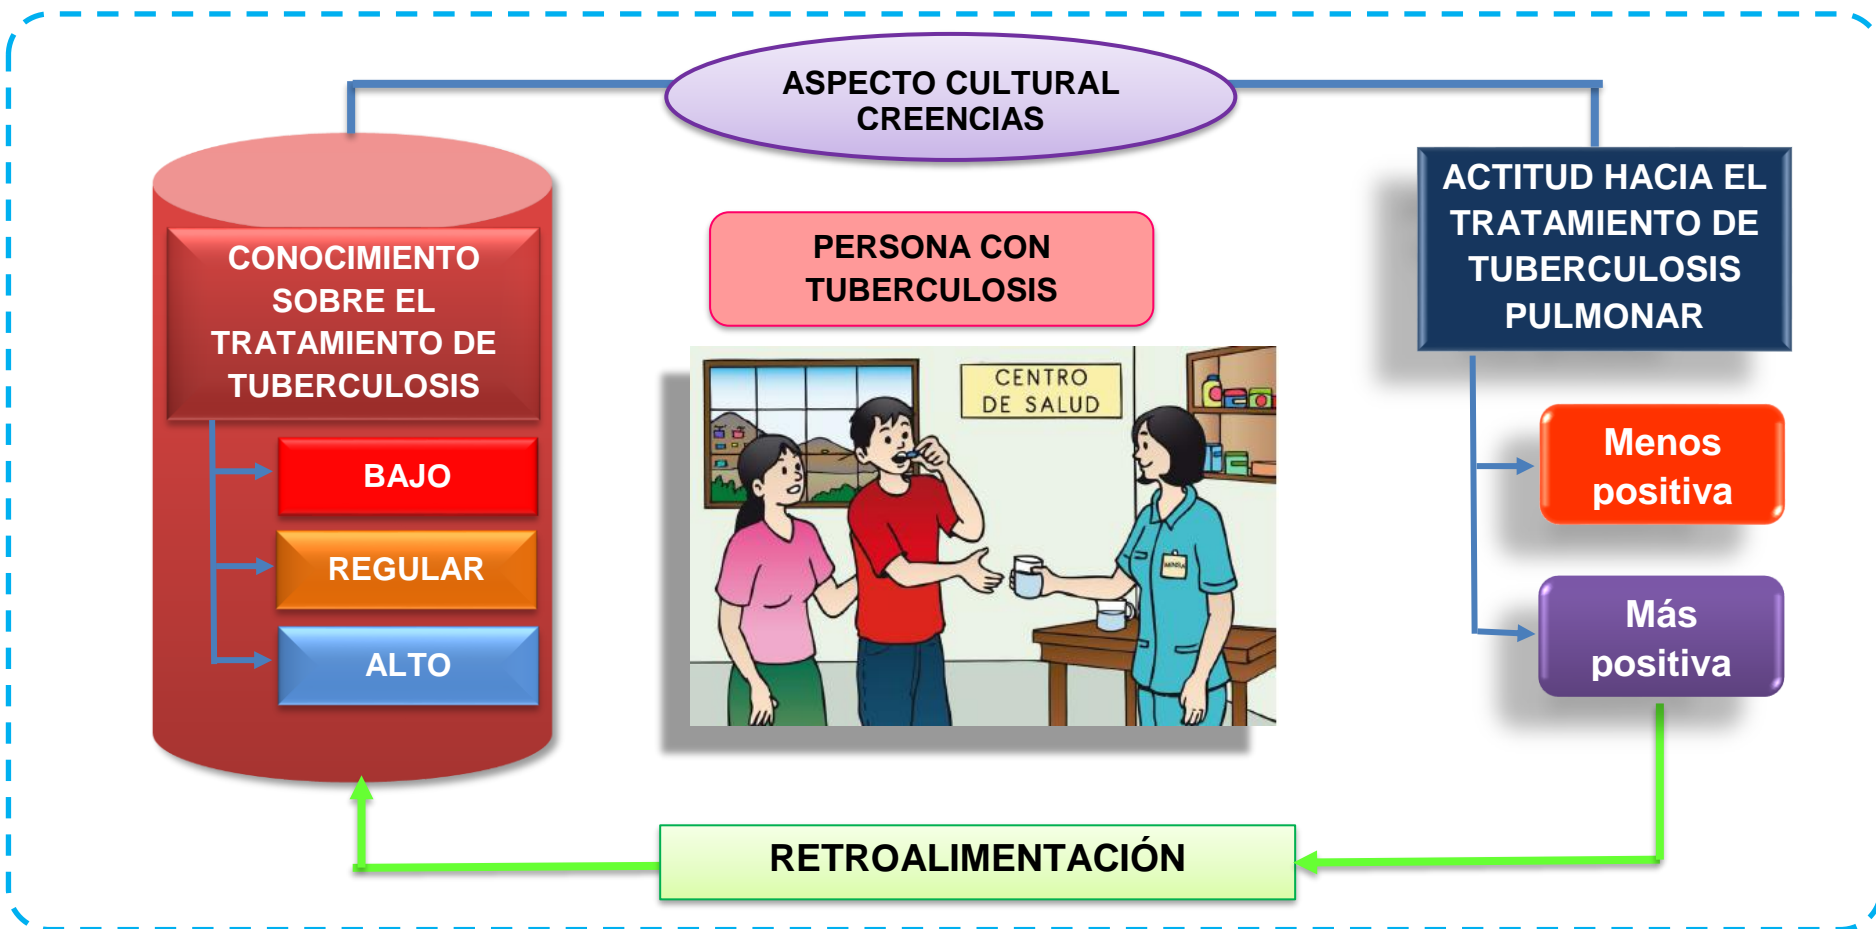 ASPECTO CULTURAL
CREENCIAS
CONOCIMIENTO
SOBRE EL
TRATAMIENTO DE
TUBERCULOSIS
BAJO
REGULAR
ALTO
PERSONA CON
TUBERCULOSIS
CENTRO
DE SALUD
ACTITUD HACIA EL
TRATAMIENTO DE
TUBERCULOSIS
PULMONAR
Menos
positiva
Más
positiva
RETROALIMENTACIÓN